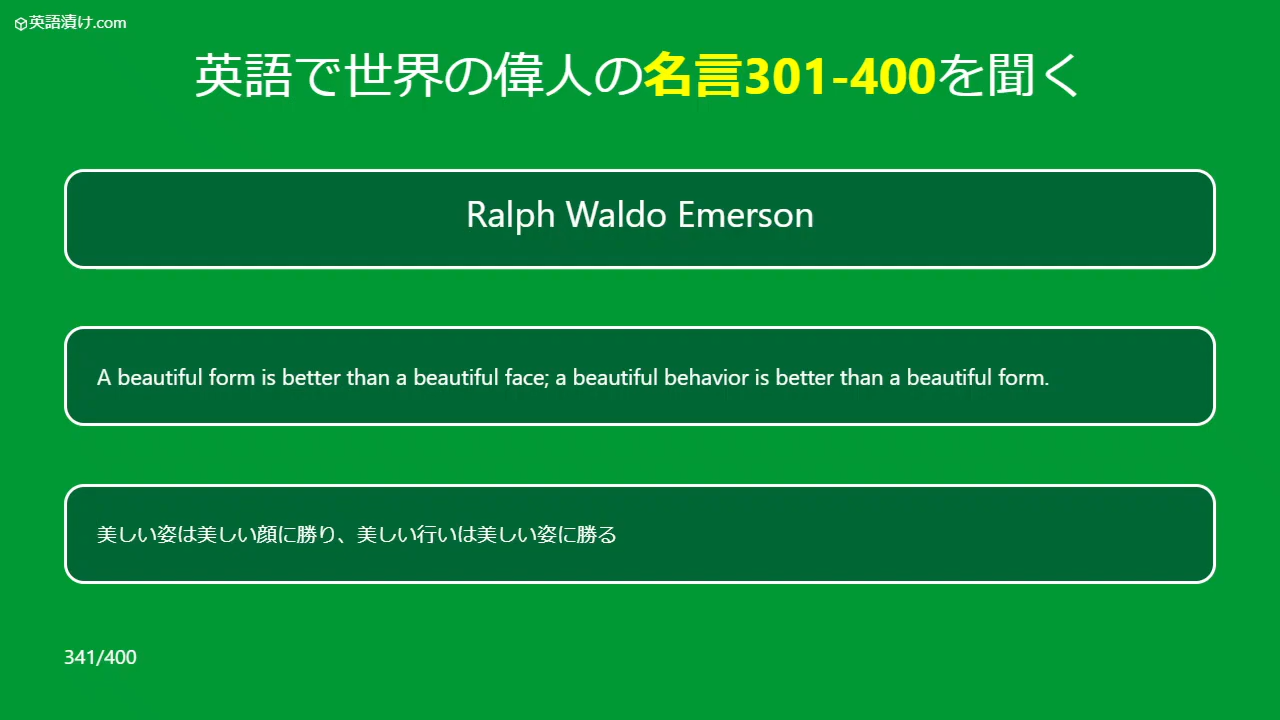 英語漬け.com
英語で世界の偉人の名言301-400を聞く
Ralph Waldo Emerson
A beautiful form is better than a beautiful face; a beautiful behavior is better than a beautiful form.
美しい姿は美しい顔に勝り、美しい行いは美しい姿に勝る
341/400